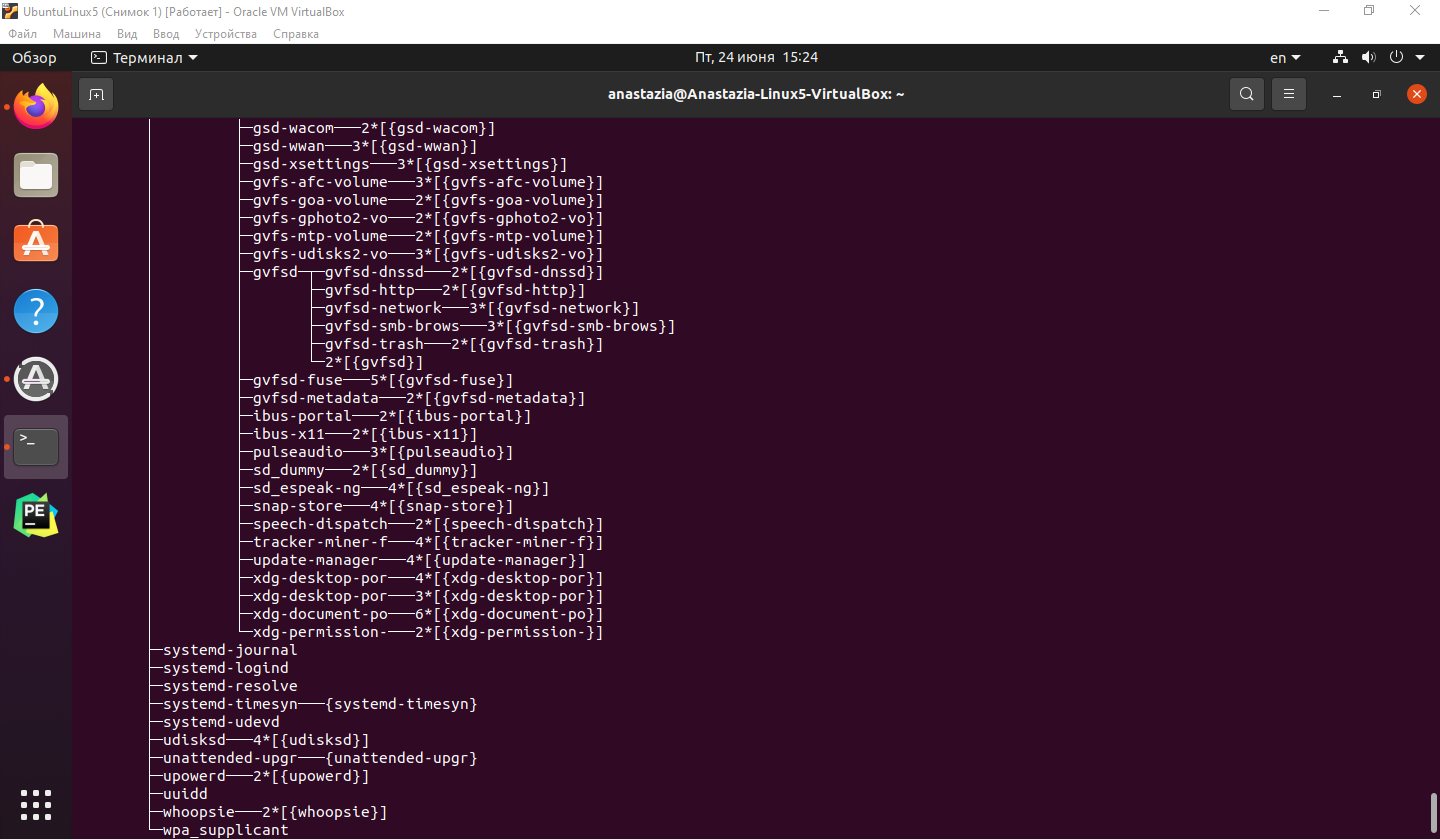 UbuntuLinux5 (Снимок 1) [Работает] - Oracle VM VirtualBox
Файл Машина Вид Ввод Устройства Справка
Обзор Терминал Пт, 24 июня 15:24 en
anastazia@Anastazia-Linux5-VirtualBox: ~
├─gsd-wacom───2*[{gsd-wacom}]
├─gsd-wwan───3*[{gsd-wwan}]
├─gsd-xsettings───3*[{gsd-xsettings}]
├─gvfs-afc-volume───3*[{gvfs-afc-volume}]
├─gvfs-goa-volume───2*[{gvfs-goa-volume}]
├─gvfs-gphoto2-vo───2*[{gvfs-gphoto2-vo}]
├─gvfs-mtp-volume───2*[{gvfs-mtp-volume}]
├─gvfs-udisks2-vo───3*[{gvfs-udisks2-vo}]
├─gvfsd─┬─gvfsd-dnssd───2*[{gvfsd-dnssd}]
├─gvfsd-http───2*[{gvfsd-http}]
├─gvfsd-network───3*[{gvfsd-network}]
├─gvfsd-smb-brows───3*[{gvfsd-smb-brows}]
├─gvfsd-trash───2*[{gvfsd-trash}]
└─2*[{gvfsd}]
├─gvfsd-fuse───5*[{gvfsd-fuse}]
├─gvfsd-metadata───2*[{gvfsd-metadata}]
├─ibus-portal───2*[{ibus-portal}]
├─ibus-x11───2*[{ibus-x11}]
├─pulseaudio───3*[{pulseaudio}]
├─sd_dummy───2*[{sd_dummy}]
├─sd_espeak-ng───4*[{sd_espeak-ng}]
├─snap-store───4*[{snap-store}]
├─speech-dispatch───2*[{speech-dispatch}]
├─tracker-miner-f───4*[{tracker-miner-f}]
├─update-manager───4*[{update-manager}]
├─xdg-desktop-por───4*[{xdg-desktop-por}]
├─xdg-desktop-por───3*[{xdg-desktop-por}]
├─xdg-document-po───6*[{xdg-document-po}]
└─xdg-permission-───2*[{xdg-permission-}]
├─systemd-journal
├─systemd-logind
├─systemd-resolve
├─systemd-timesyn───{systemd-timesyn}
├─systemd-udevd
├─udisksd───4*[{udisksd}]
├─unattended-upgr───{unattended-upgr}
├─upowerd───2*[{upowerd}]
├─uuidd
├─whoopsie───2*[{whoopsie}]
└─wpa_supplicant
PE